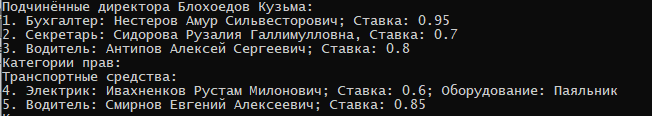 Подчинённые директора Блохоедов Кузьма:
1. Бухгалтер: Нестеров Амур Сильвесторович; Ставка: 0.95
2. Секретарь: Сидорова Рузалия Галлимулловна, Ставка: 0.7
3. Водитель: Антипов Алексей Сергеевич; Ставка: 0.8
Категории прав:
Транспортные средства:
4. Электрик: Ивахненков Рустам Милонович; Ставка: 0.6; Оборудование: Паяльник
5. Водитель: Смирнов Евгений Алексеевич; Ставка: 0.85